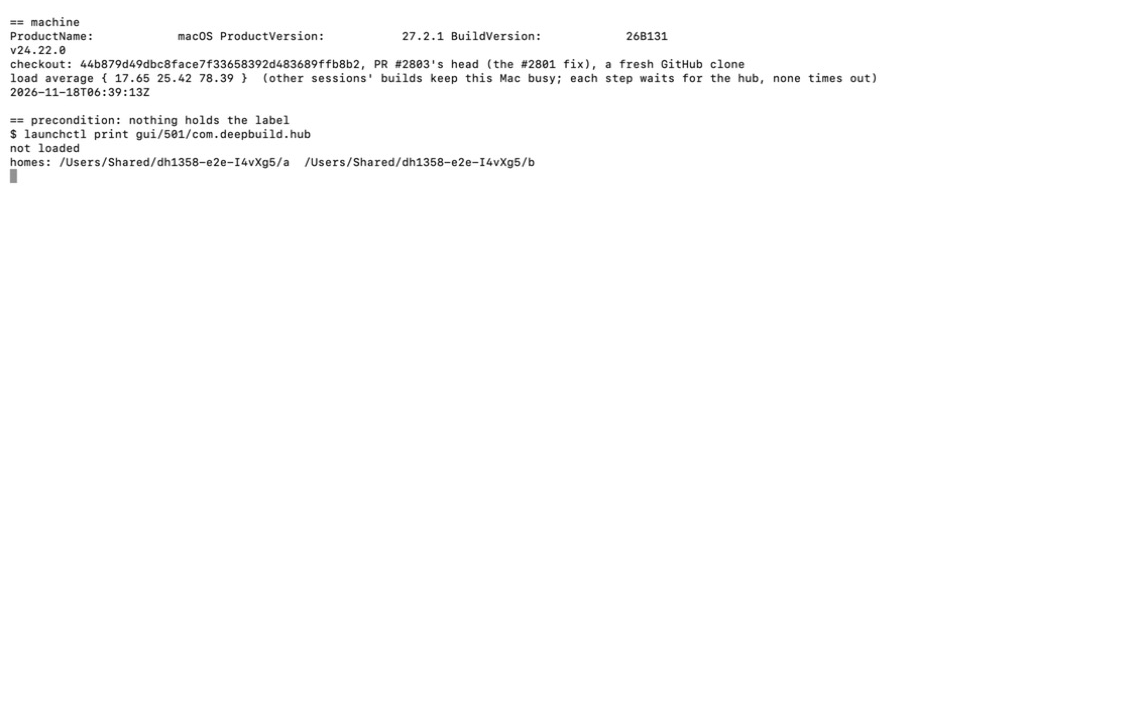 == machine
ProductName:            macOS ProductVersion:           27.2.1 BuildVersion:            26B131
v24.22.0
checkout: 44b879d49dbc8face7f33658392d483689ffb8b2, PR #2803's head (the #2801 fix), a fresh GitHub clone
load average { 17.65 25.42 78.39 }  (other sessions' builds keep this Mac busy; each step waits for the hub, none times out)
2026-11-18T06:39:13Z

== precondition: nothing holds the label
$ launchctl print gui/501/com.deepbuild.hub
not loaded
homes: /Users/Shared/dh1358-e2e-I4vXg5/a  /Users/Shared/dh1358-e2e-I4vXg5/b